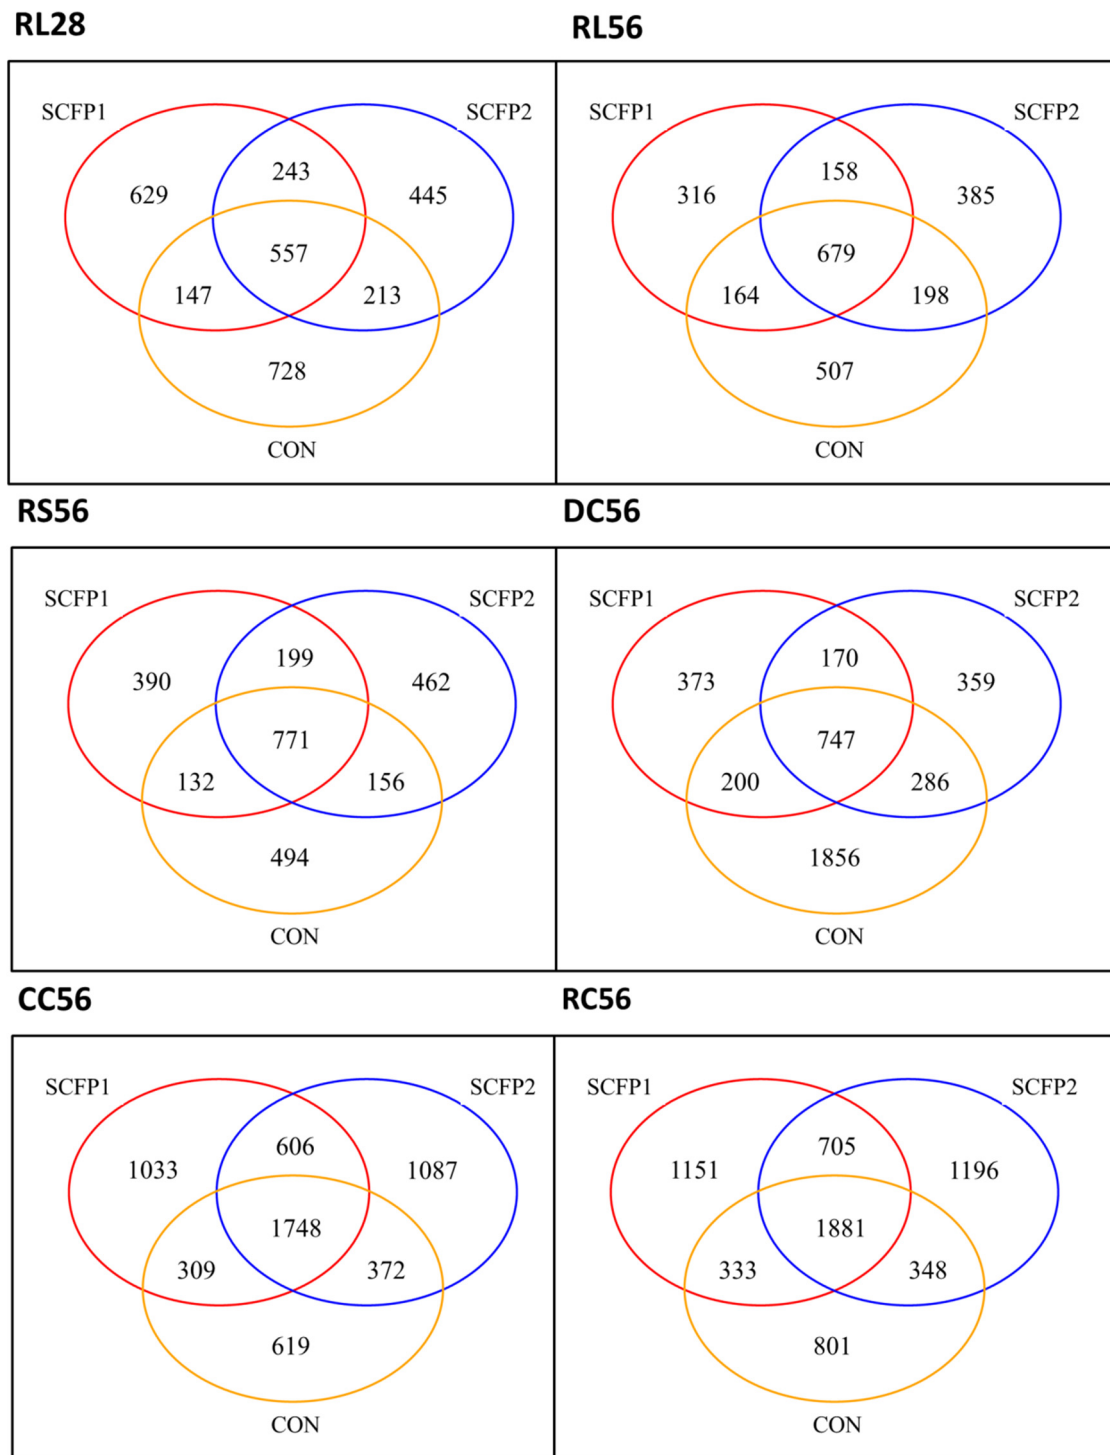 RL28 RL56
SCFP1 SCFP2 SCFP1 SCFP2
243 158
629 445 316 385
557 679
147 213 164 198
728 507
CON CON
RS56 DC56
SCFP1 SCFP2 SCFP1 SCFP2
199 170
390 462 373 359
771 747
132 156 200 286
494 1856
CON CON
CC56 RC56
SCFP1 SCFP2 SCFP1 SCFP2
606 705
1033 1087 1151 1196
1748 1881
309 372 333 348
619 801
CON CON